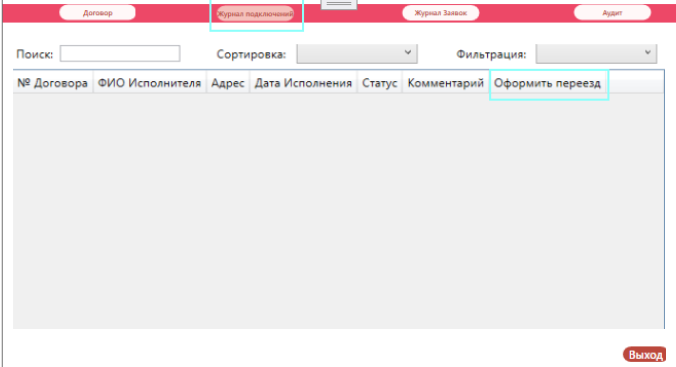 Договор Журнал подключений Журнал Заявок Аудит
Поиск: Сортировка: Фильтрация:
№ Договора ФИО Исполнителя Адрес Дата Исполнения Статус Комментарий Оформить переезд
Выход